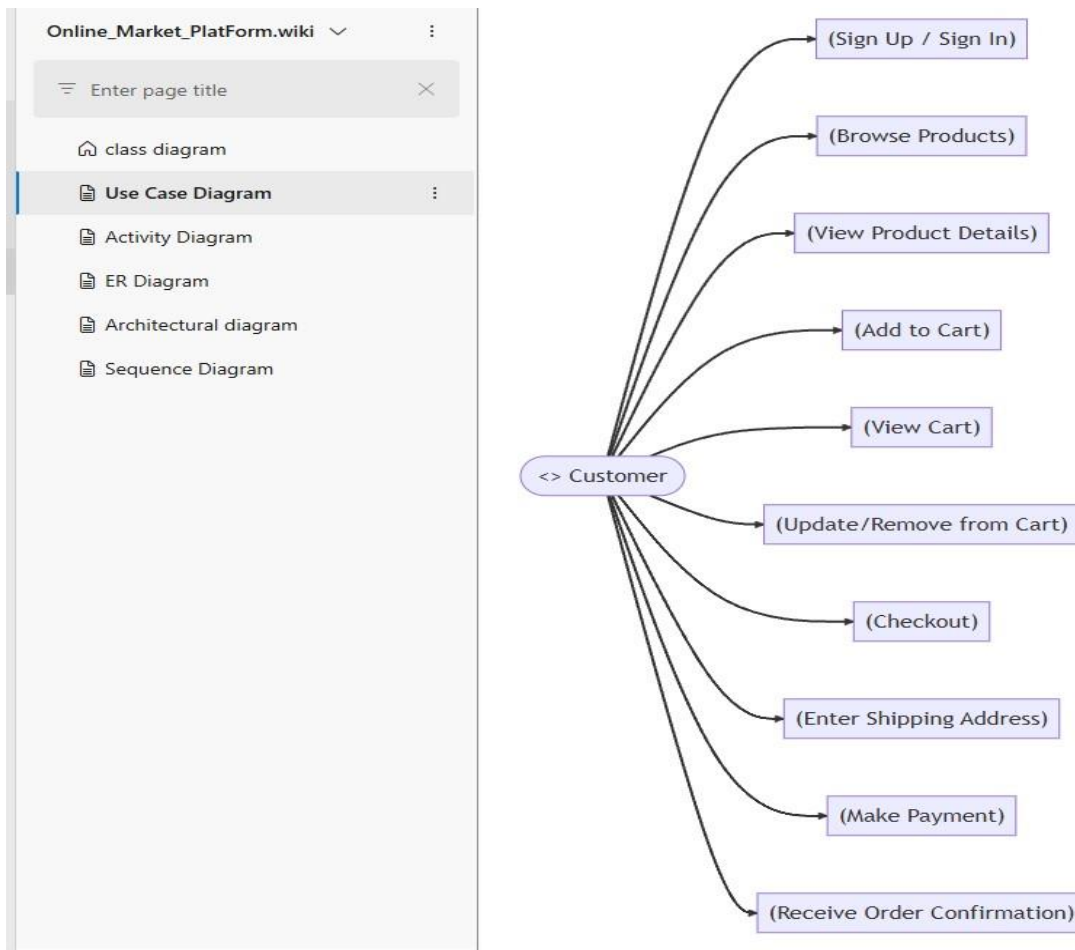 Online_Market_PlatForm.wiki
Enter page title
class diagram
Use Case Diagram
Activity Diagram
ER Diagram
Architectural diagram
Sequence Diagram
(Sign Up / Sign In)
(Browse Products)
(View Product Details)
(Add to Cart)
(View Cart)
<> Customer
(Update/Remove from Cart)
(Checkout)
(Enter Shipping Address)
(Make Payment)
(Receive Order Confirmation)